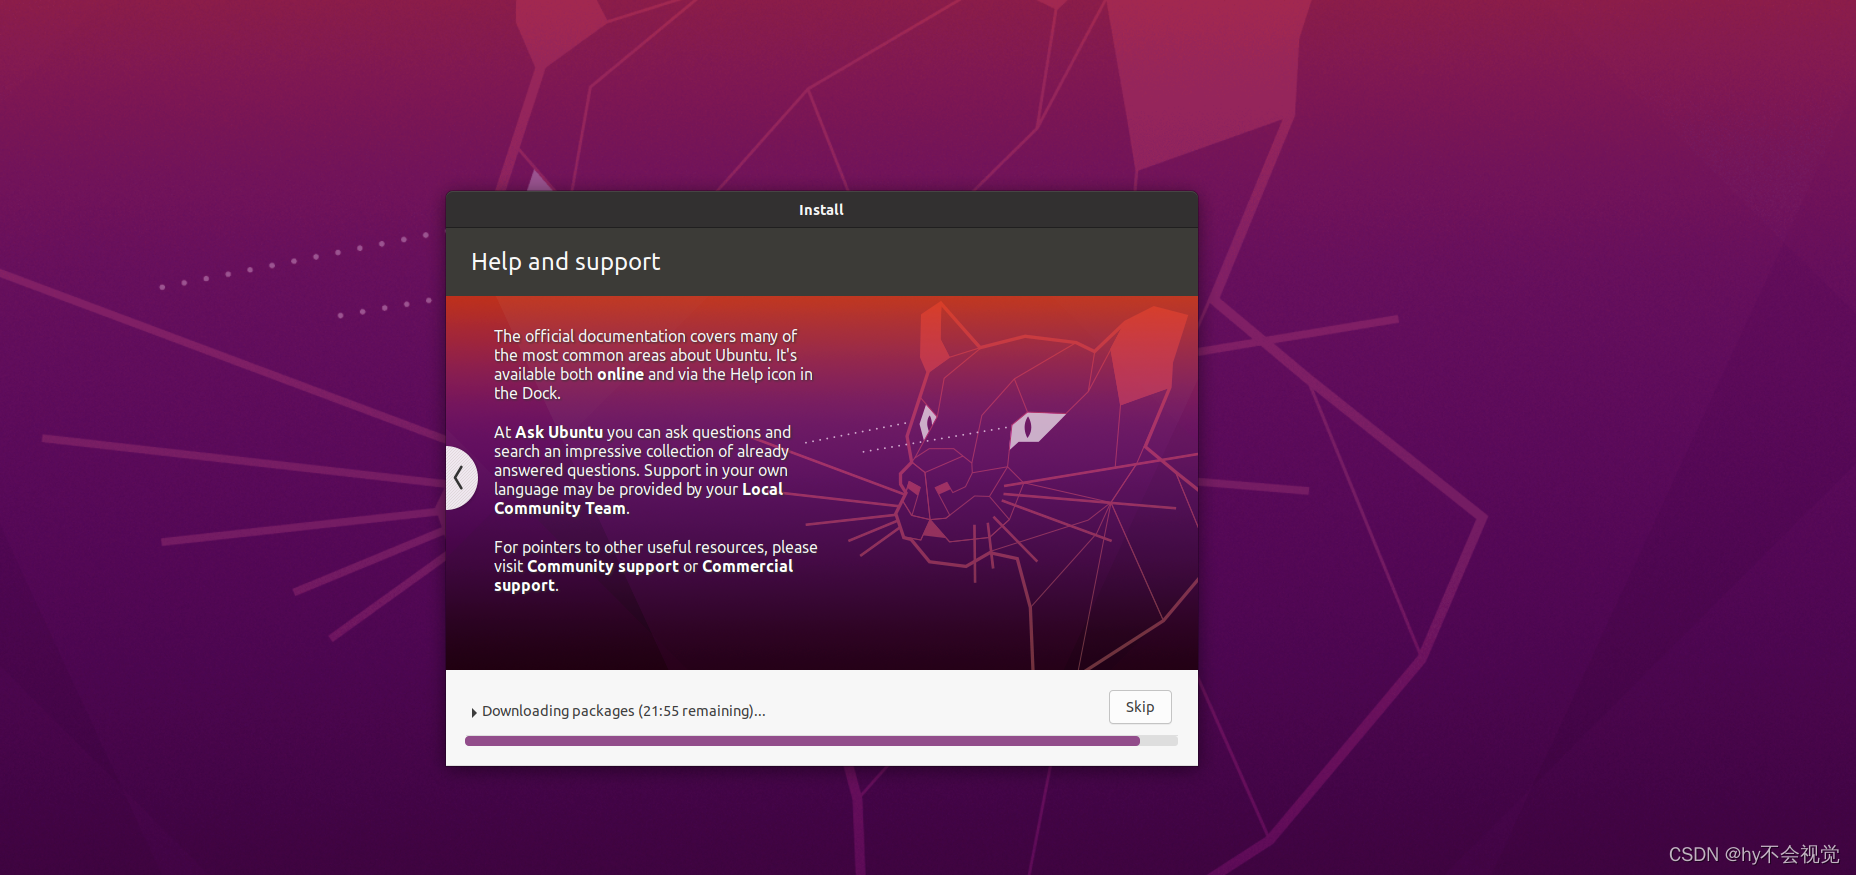 Install
Help and support
The official documentation covers many of
the most common areas about Ubuntu. It's
available both online and via the Help icon in
the Dock.
At Ask Ubuntu you can ask questions and
search an impressive collection of already
answered questions. Support in your own
language may be provided by your Local
Community Team.
For pointers to other useful resources, please
visit Community support or Commercial
support.
Downloading packages (21:55 remaining)...
Skip
CSDN @hy不会视觉